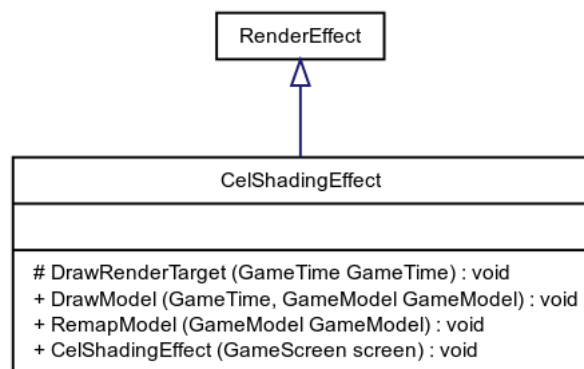 RenderEffect
CelShadingEffect
# DrawRenderTarget (GameTime GameTime) : void
+ DrawModel (GameTime, GameModel GameModel) : void
+ RemapModel (GameModel GameModel) : void
+ CelShadingEffect (GameScreen screen) : void